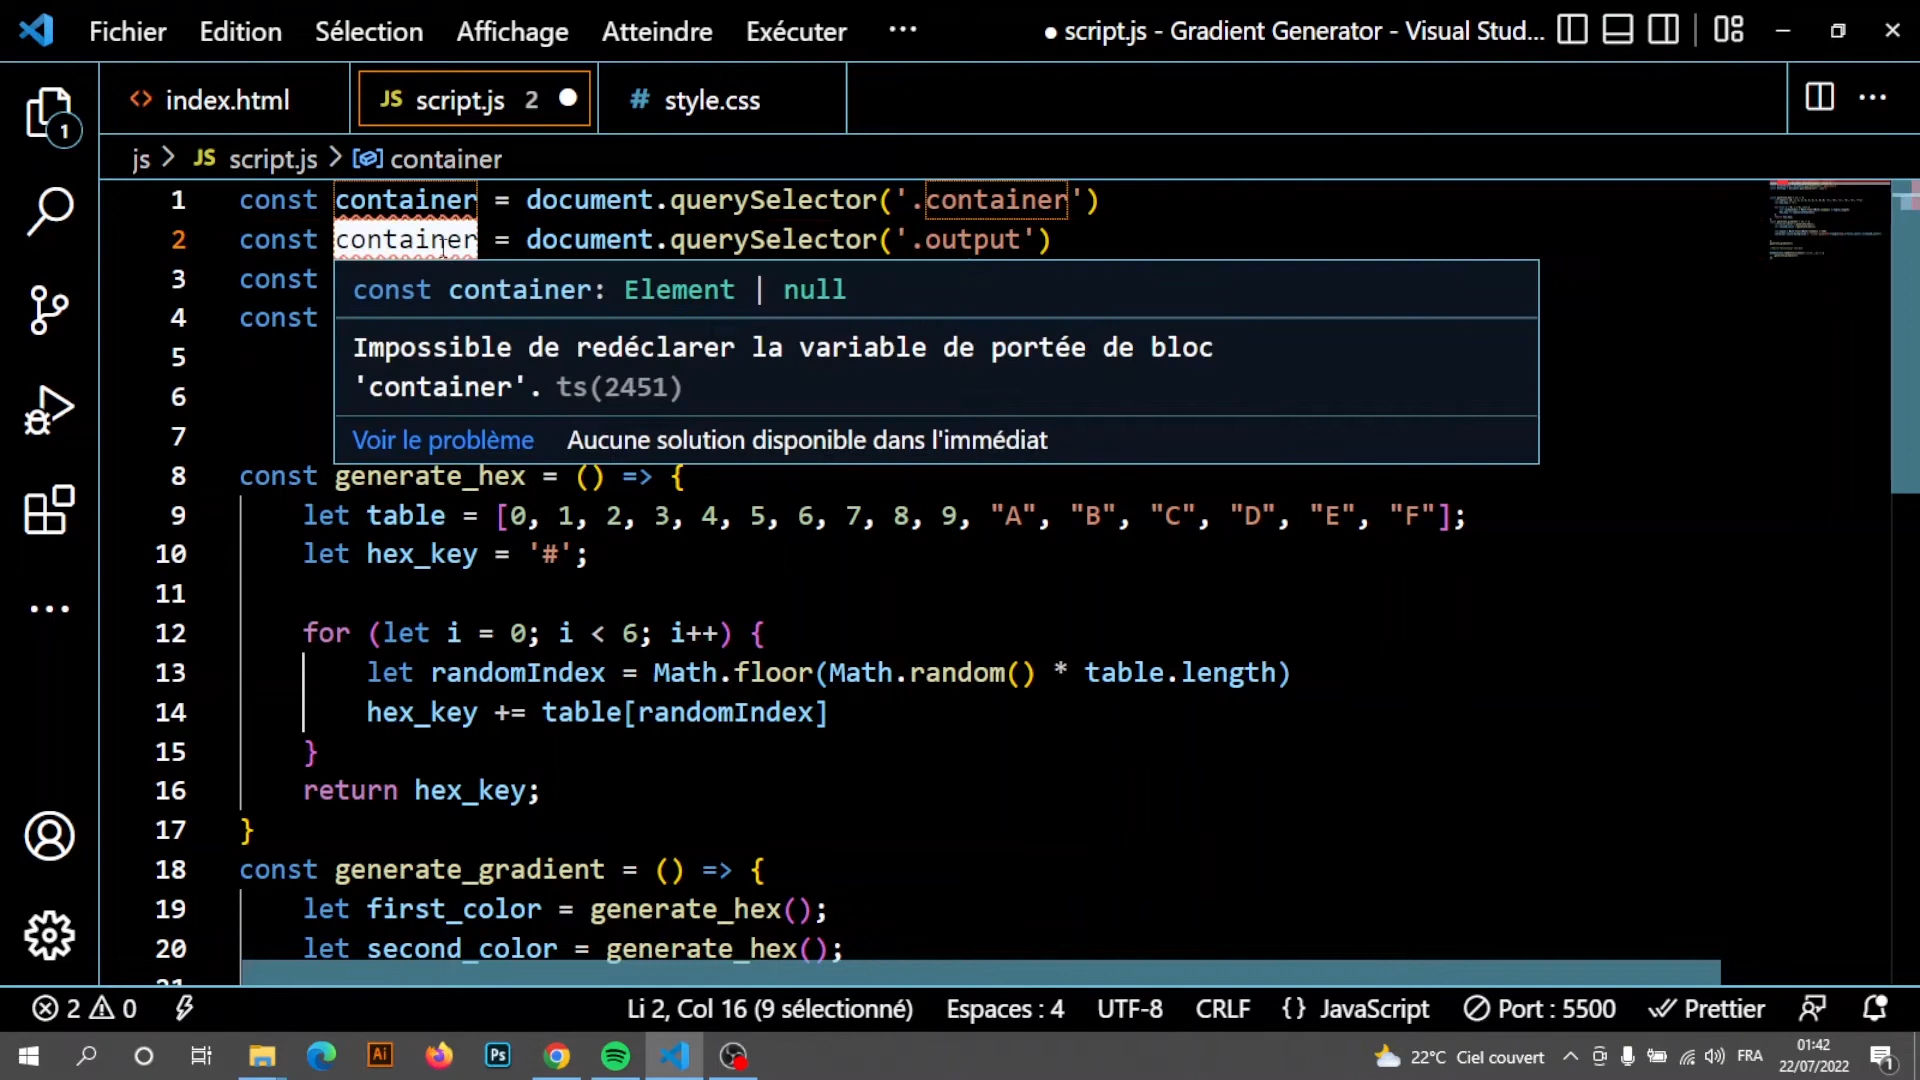 Fichier Edition Sélection Affichage Atteindre Exécuter ··· ● script.js - Gradient Generator - Visual Stud...
<> index.html JS script.js 2 ● # style.css ···
1
js > JS script.js > container
1 const container = document.querySelector('.container')
2 const container = document.querySelector('.output')
3 const
const container: Element | null
4 const
Impossible de redéclarer la variable de portée de bloc
5
'container'. ts(2451)
6
7
Voir le problème Aucune solution disponible dans l'immédiat
8 const generate_hex = () => {
9 let table = [0, 1, 2, 3, 4, 5, 6, 7, 8, 9, "A", "B", "C", "D", "E", "F"];
10 let hex_key = '#';
11
12 for (let i = 0; i < 6; i++) {
13 let randomIndex = Math.floor(Math.random() * table.length)
14 hex_key += table[randomIndex]
15 }
16 return hex_key;
17 }
18 const generate_gradient = () => {
19 let first_color = generate_hex();
20 let second_color = generate_hex();
21
2 0 Li 2, Col 16 (9 sélectionné) Espaces : 4 UTF-8 CRLF {} JavaScript Port : 5500 Prettier
Ai Ps 22°C Ciel couvert FRA 01:42
22/07/2022 1